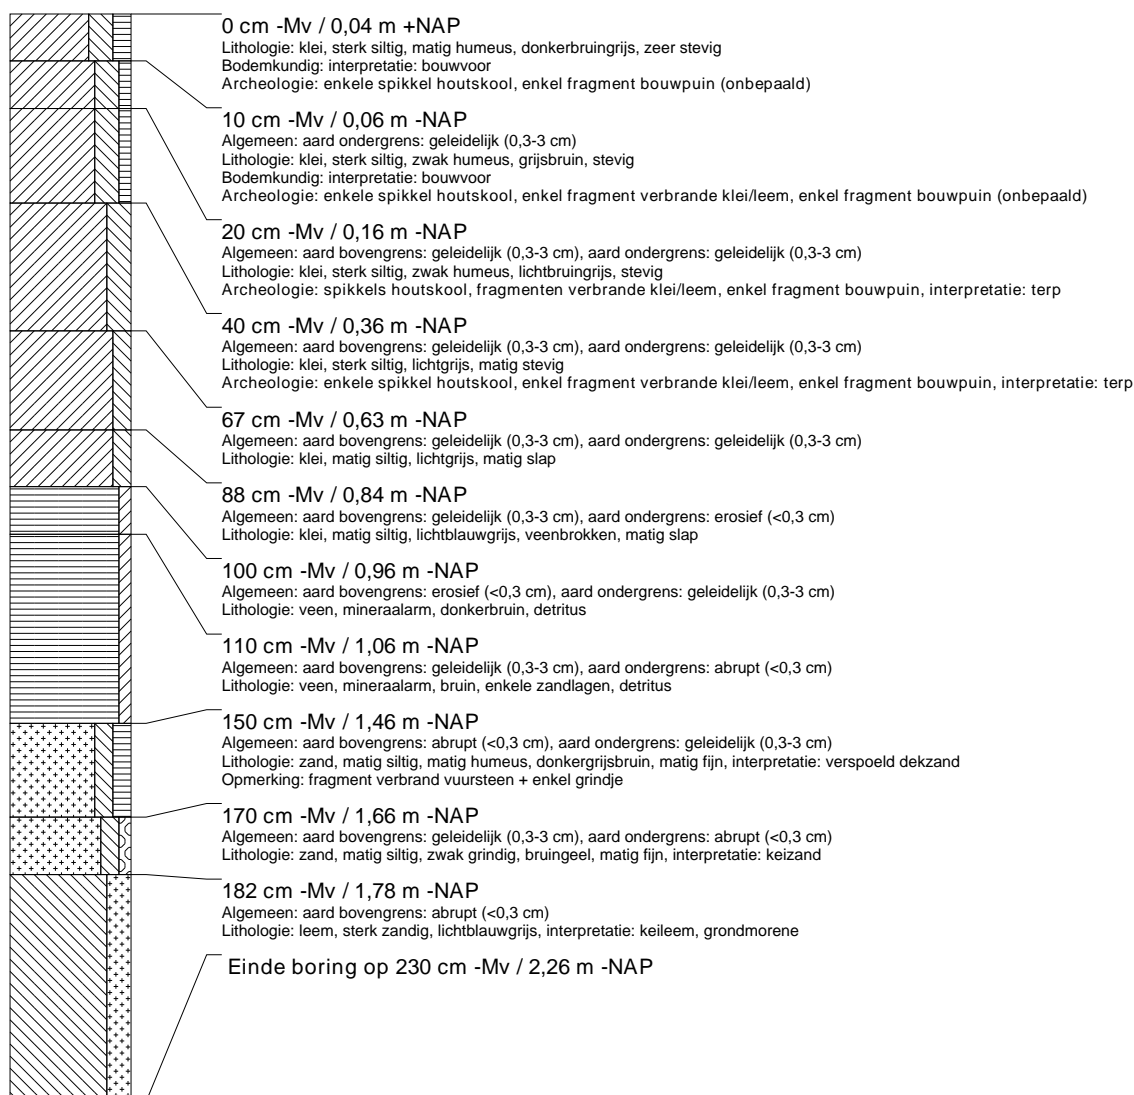 0 cm -Mv / 0,04 m +NAP
Lithologie: klei, sterk siltig, matig humeus, donkerbruingrijs, zeer stevig
Bodemkundig: interpretatie: bouwvoor
Archeologie: enkele spikkel houtskool, enkel fragment bouwpuin (onbepaald)
10 cm -Mv / 0,06 m -NAP
Algemeen: aard ondergrens: geleidelijk (0,3-3 cm)
Lithologie: klei, sterk siltig, zwak humeus, grijsbruin, stevig
Bodemkundig: interpretatie: bouwvoor
Archeologie: enkele spikkel houtskool, enkel fragment verbrande klei/leem, enkel fragment bouwpuin (onbepaald)
20 cm -Mv / 0,16 m -NAP
Algemeen: aard bovengrens: geleidelijk (0,3-3 cm), aard ondergrens: geleidelijk (0,3-3 cm)
Lithologie: klei, sterk siltig, zwak humeus, lichtbruingrijs, stevig
Archeologie: spikkels houtskool, fragmenten verbrande klei/leem, enkel fragment bouwpuin, interpretatie: terp
40 cm -Mv / 0,36 m -NAP
Algemeen: aard bovengrens: geleidelijk (0,3-3 cm), aard ondergrens: geleidelijk (0,3-3 cm)
Lithologie: klei, sterk siltig, lichtgrijs, matig stevig
Archeologie: enkele spikkel houtskool, enkel fragment verbrande klei/leem, enkel fragment bouwpuin, interpretatie: terp
67 cm -Mv / 0,63 m -NAP
Algemeen: aard bovengrens: geleidelijk (0,3-3 cm), aard ondergrens: geleidelijk (0,3-3 cm)
Lithologie: klei, matig siltig, lichtgrijs, matig slap
88 cm -Mv / 0,84 m -NAP
Algemeen: aard bovengrens: geleidelijk (0,3-3 cm), aard ondergrens: erosief (<0,3 cm)
Lithologie: klei, matig siltig, lichtblauwgrijs, veenbrokken, matig slap
100 cm -Mv / 0,96 m -NAP
Algemeen: aard bovengrens: erosief (<0,3 cm), aard ondergrens: geleidelijk (0,3-3 cm)
Lithologie: veen, mineraalarm, donkerbruin, detritus
110 cm -Mv / 1,06 m -NAP
Algemeen: aard bovengrens: geleidelijk (0,3-3 cm), aard ondergrens: abrupt (<0,3 cm)
Lithologie: veen, mineraalarm, bruin, enkele zandlagen, detritus
150 cm -Mv / 1,46 m -NAP
Algemeen: aard bovengrens: abrupt (<0,3 cm), aard ondergrens: geleidelijk (0,3-3 cm)
Lithologie: zand, matig siltig, matig humeus, donkergrijsbruin, matig fijn, interpretatie: verspoeld dekzand
Opmerking: fragment verbrand vuursteen + enkel grindje
170 cm -Mv / 1,66 m -NAP
Algemeen: aard bovengrens: geleidelijk (0,3-3 cm), aard ondergrens: abrupt (<0,3 cm)
Lithologie: zand, matig siltig, zwak grindig, bruingeel, matig fijn, interpretatie: keizand
182 cm -Mv / 1,78 m -NAP
Algemeen: aard bovengrens: abrupt (<0,3 cm)
Lithologie: leem, sterk zandig, lichtblauwgrijs, interpretatie: keileem, grondmorene
Einde boring op 230 cm -Mv / 2,26 m -NAP